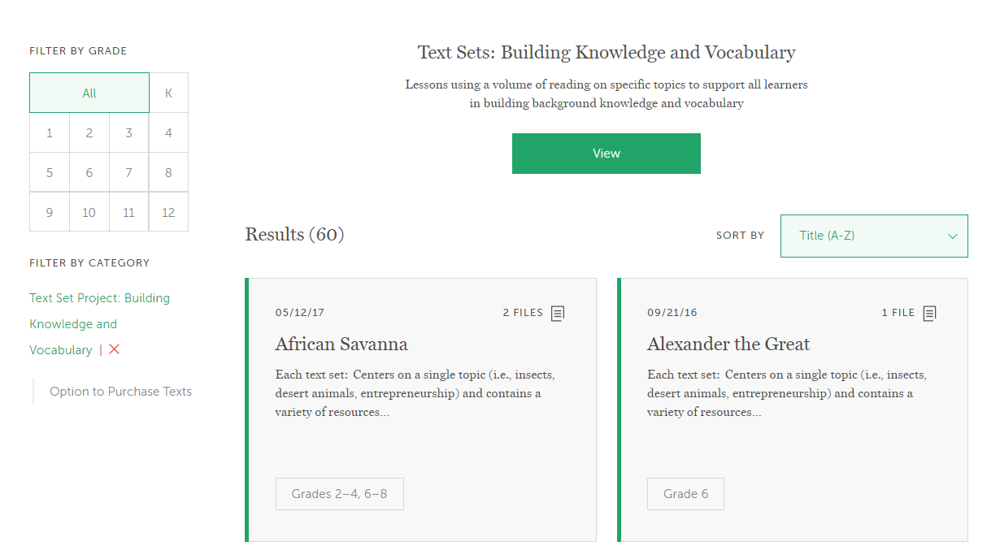 FILTER BY GRADE
All
K
1
2
3
4
5
6
7
8
9
10
11
12
FILTER BY CATEGORY
Text Set Project: Building
Knowledge and
Vocabulary |
Option to Purchase Texts
Text Sets: Building Knowledge and Vocabulary
Lessons using a volume of reading on specific topics to support all learners
in building background knowledge and vocabulary
View
Results (60)
SORT BY
Title (A-Z)
05/12/17
2 FILES
African Savanna
Each text set:  Centers on a single topic (i.e., insects,
desert animals, entrepreneurship) and contains a
variety of resources...
Grades 2–4, 6–8
09/21/16
1 FILE
Alexander the Great
Each text set:  Centers on a single topic (i.e., insects,
desert animals, entrepreneurship) and contains a
variety of resources...
Grade 6